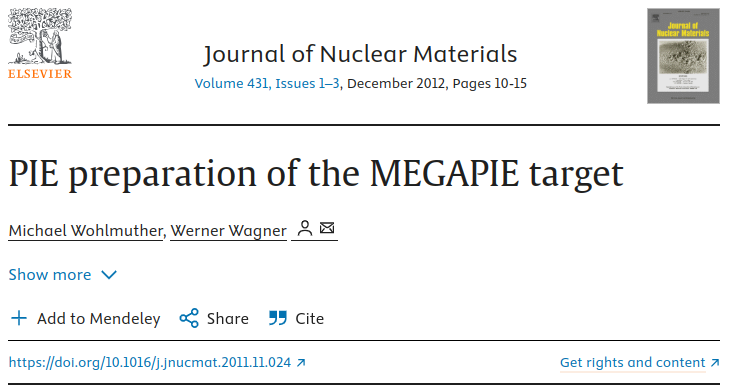 ELSEVIER
Journal of Nuclear Materials
Volume 431, Issues 1–3, December 2012, Pages 10-15
Journal of
Nuclear Materials
PIE preparation of the MEGAPIE target
Michael Wohlmuther, Werner Wagner
Show more
Add to Mendeley Share Cite
https://doi.org/10.1016/j.jnucmat.2011.11.024
Get rights and content